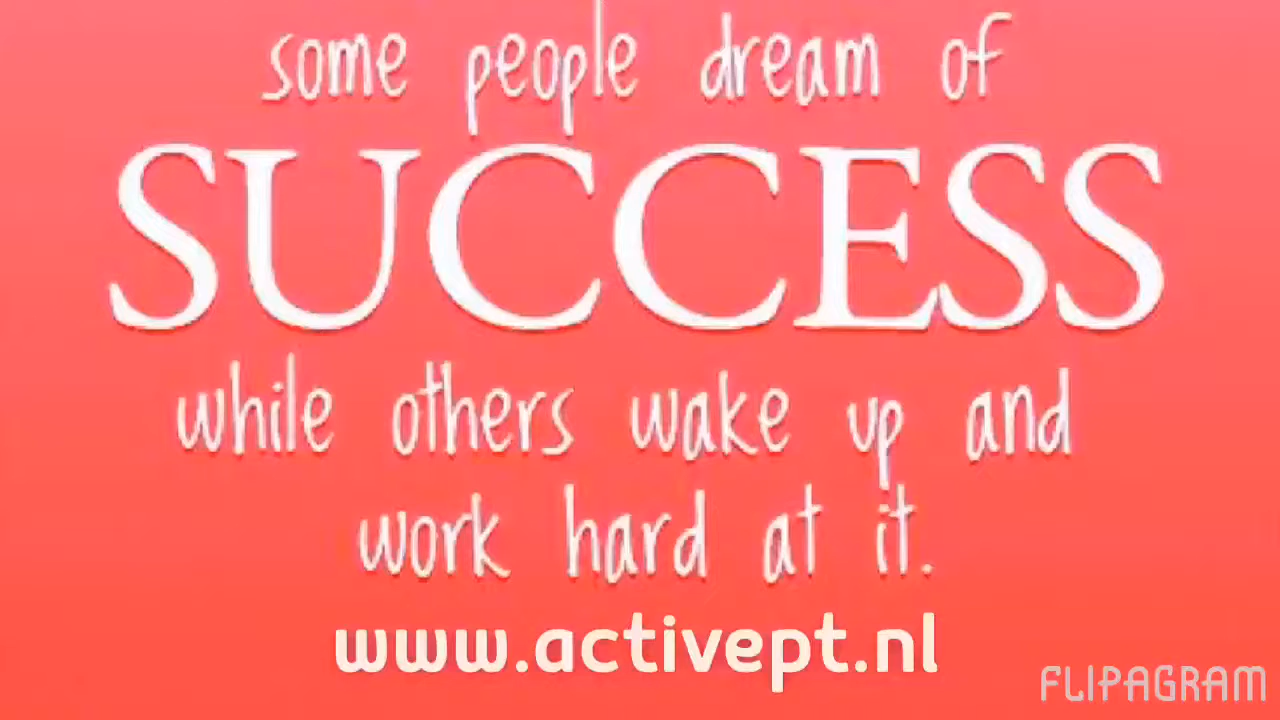 some people dream of
SUCCESS
while others wake up and
work hard at it.
www.activept.nl
FLIPAGRAM